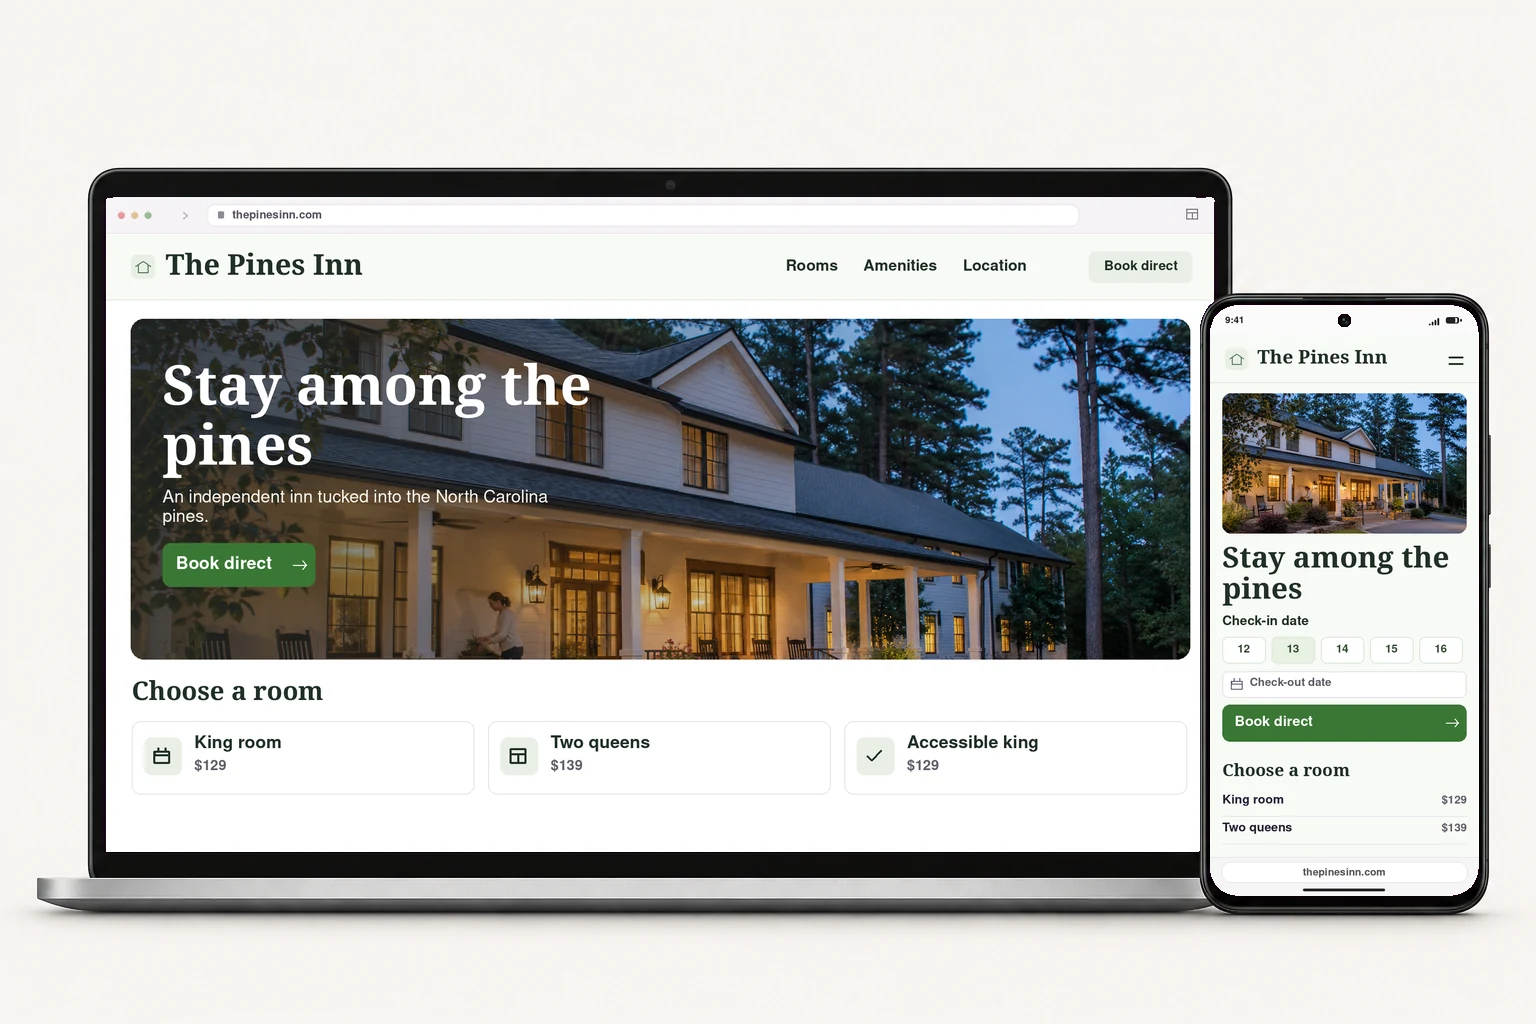 thepinesinn.com
The Pines Inn
Rooms
Amenities
Location
Book direct
Stay among the
pines
An independent inn tucked into the North Carolina
pines.
Book direct
Choose a room
King room
$129
Two queens
$139
Accessible king
$129
9:41
The Pines Inn
Stay among the
pines
Check-in date
12
13
14
15
16
Check-out date
Book direct
Choose a room
King room
$129
Two queens
$139
thepinesinn.com